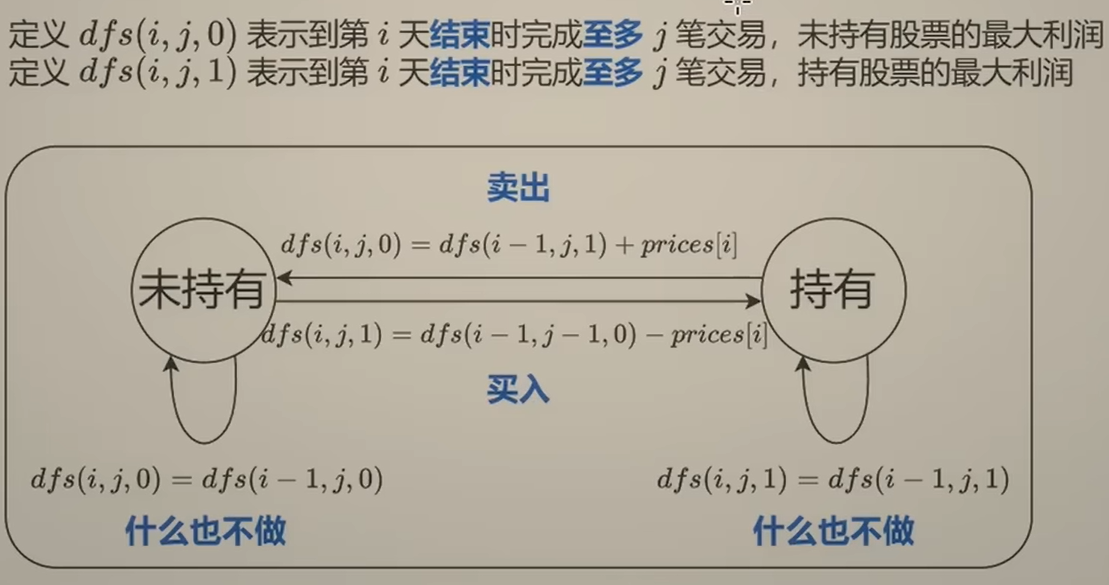 定义 dfs(i, j, 0) 表示到第 i 天结束时完成至多 j 笔交易，未持有股票的最大利润
定义 dfs(i, j, 1) 表示到第 i 天结束时完成至多 j 笔交易，持有股票的最大利润
卖出
dfs(i, j, 0) = dfs(i − 1, j, 1) + prices[i]
未持有
持有
dfs(i, j, 1) = dfs(i − 1, j − 1, 0) − prices[i]
买入
dfs(i, j, 0) = dfs(i − 1, j, 0)
dfs(i, j, 1) = dfs(i − 1, j, 1)
什么也不做
什么也不做